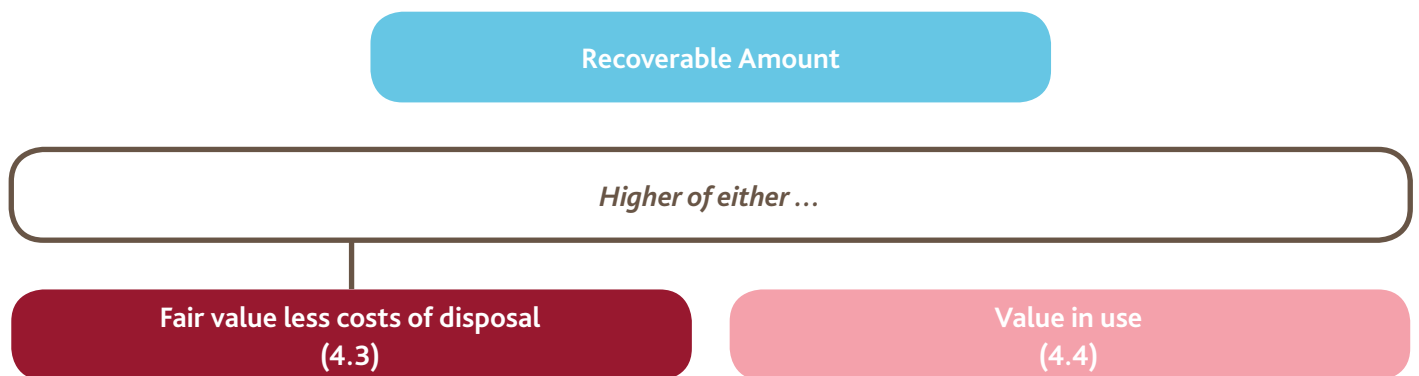 Recoverable Amount
Higher of either ...
Fair value less costs of disposal
(4.3)
Value in use
(4.4)